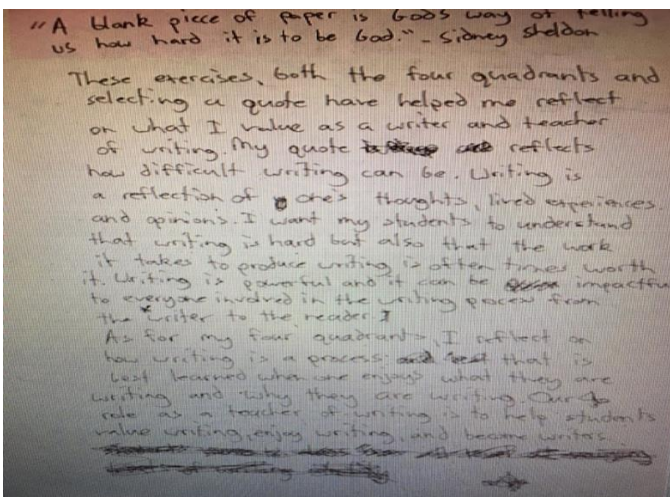 "A blank piece of paper is God's way of telling
us how hard it is to be God." - Sidney Sheldon
These exercises, both the four quadrants and
selecting a quote have helped me reflect
on what I value as a writer and teacher
of writing. My quote reflects
how difficult writing can be. Writing is
a reflection of one's thoughts, lived experiences
and opinions. I want my students to understand
that writing is hard but also that the work
it takes to produce writing is often times worth
it. Writing is powerful and it can be impactful
to everyone involved in the writing process from
the writer to the reader.
As for my four quadrants, I reflect on
how writing is a process that is
best learned when one enjoys what they are
writing and why they are writing. Our
role as a teacher of writing is to help students
value writing, enjoy writing, and become writers.